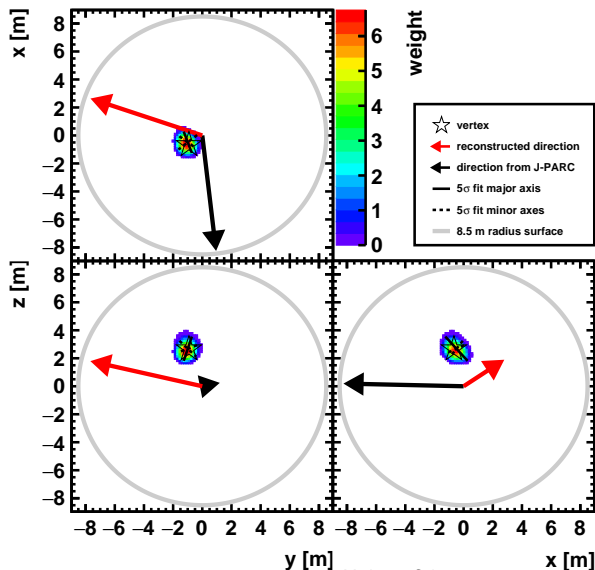 x [m]
8
6
4
2
0
−2
−4
−6
−8
6
5
4
3
2
1
0
weight
vertex
reconstructed direction
direction from J-PARC
5σ fit major axis
5σ fit minor axes
8.5 m radius surface
z [m]
8
6
4
2
0
−2
−4
−6
−8
−8 −6 −4 −2 0 2 4 6 8
−8 −6 −4 −2 0 2 4 6 8
y [m]
x [m]